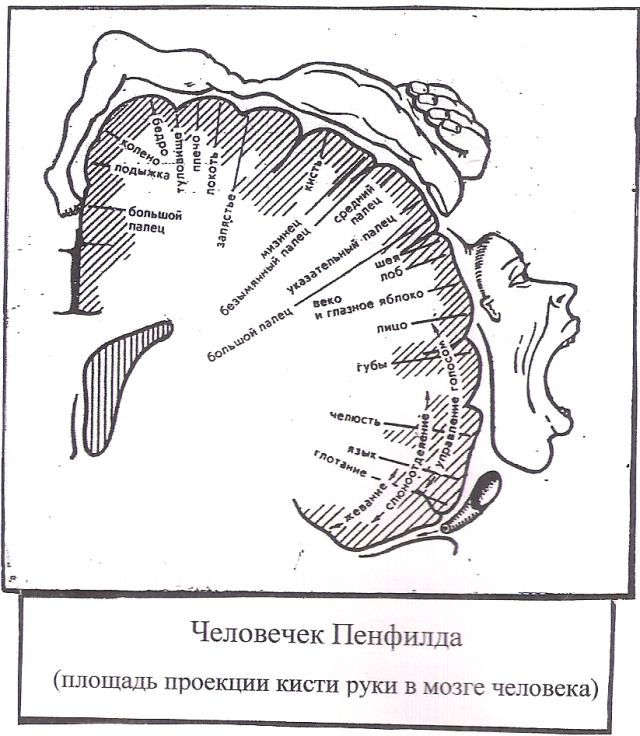 большой
палец
подыжка
колено
бедро
туловище
плечо
локоть
запястье
кисть
мизинец
безымянный палец
средний
палец
указательный палец
большой палец
шея
лоб
веко
и глазное яблоко
лицо
губы
челюсть
язык
глотание
жевание
слюноотделение
управление голосом
Человечек Пенфилда
(площадь проекции кисти руки в мозге человека)